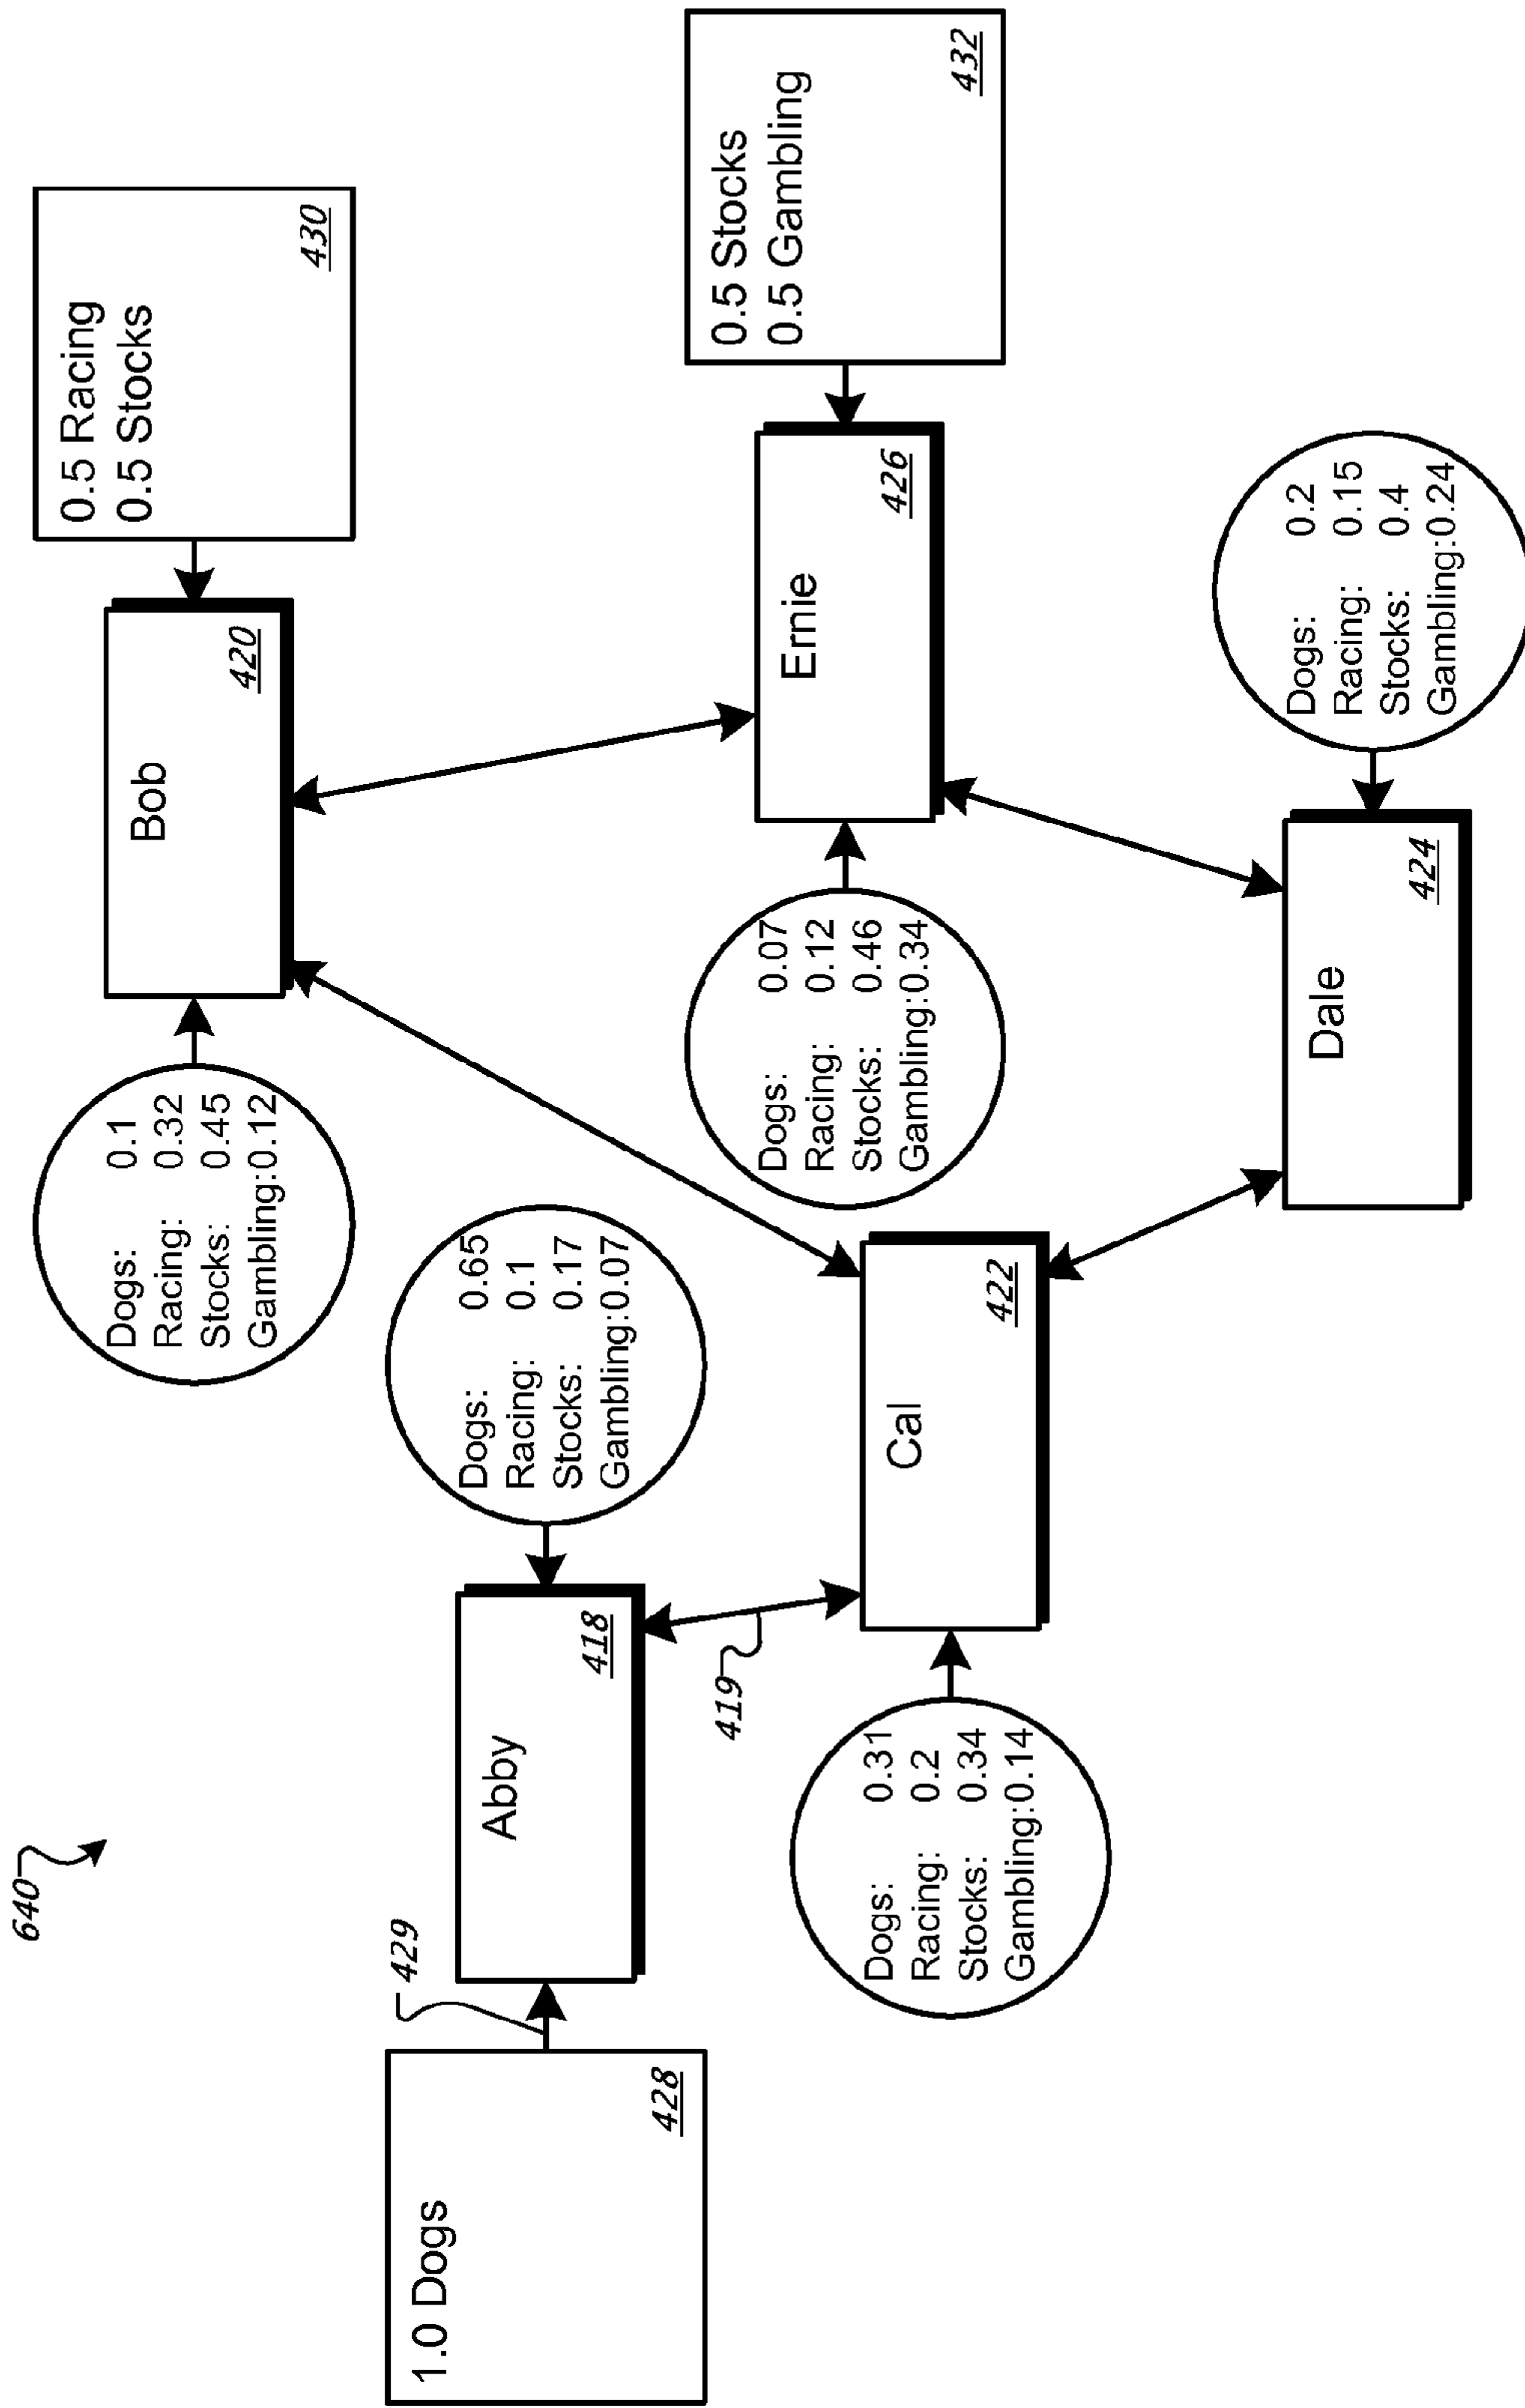 640
0.5 Racing
0.5 Stocks
430
Bob
420
Dogs: 0.1
Racing: 0.32
Stocks: 0.45
Gambling:0.12
1.0 Dogs
428
429
Abby
418
Dogs: 0.65
Racing: 0.1
Stocks: 0.17
Gambling:0.07
419
0.5 Stocks
0.5 Gambling
432
Ernie
426
Dogs: 0.07
Racing: 0.12
Stocks: 0.46
Gambling:0.34
Cal
422
Dogs: 0.31
Racing: 0.2
Stocks: 0.34
Gambling:0.14
Dale
424
Dogs: 0.2
Racing: 0.15
Stocks: 0.4
Gambling:0.24